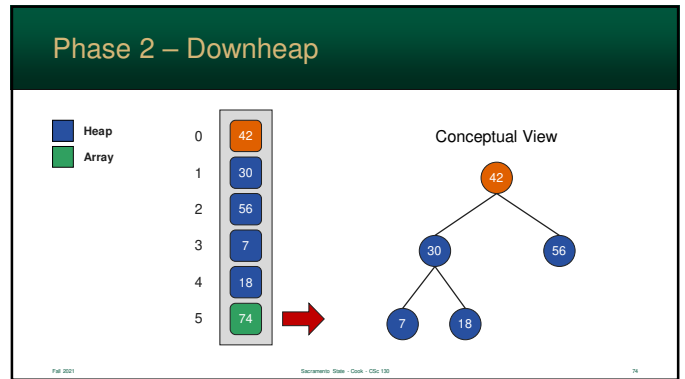 Phase 2 – Downheap
Heap
Array
0 42
1 30
2 56
3 7
4 18
5 74
Conceptual View
42
30 56
7 18
Fall 2021 Sacramento State - Cook - CSc 130 74